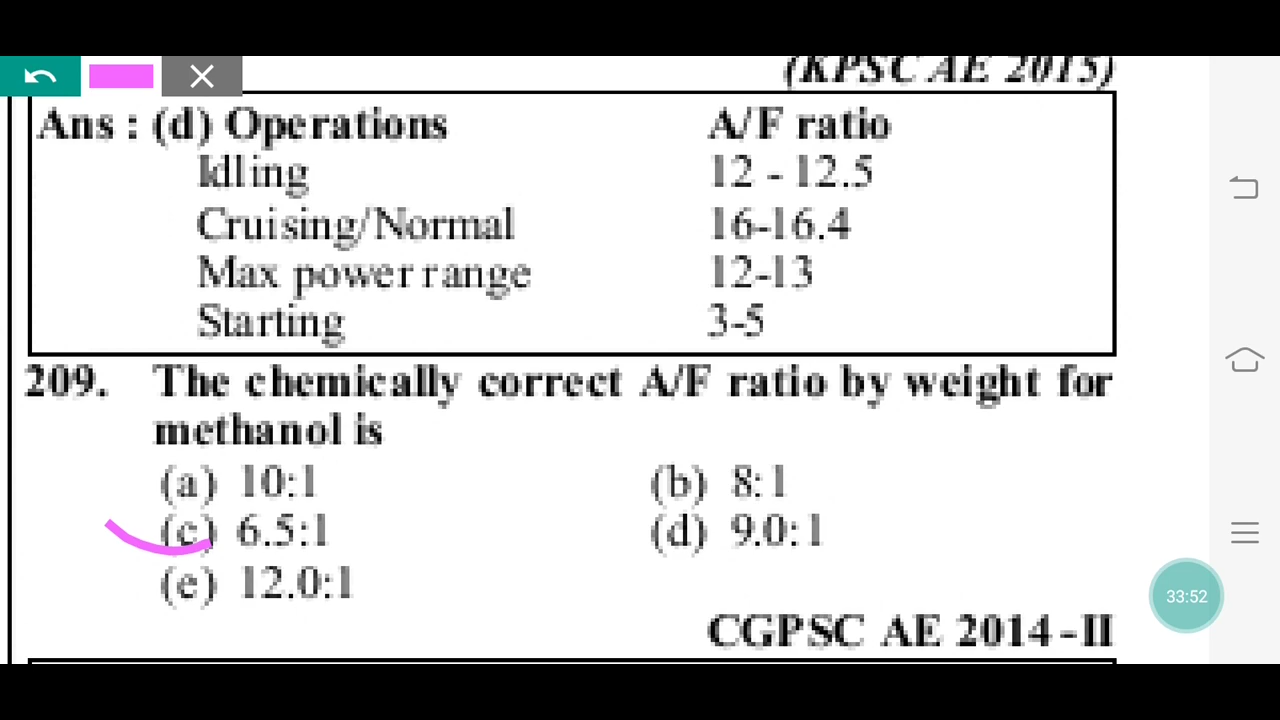 (KPSC AE 2015)
Ans : (d) Operations A/F ratio
Idling 12 - 12.5
Cruising/Normal 16-16.4
Max power range 12-13
Starting 3-5
209. The chemically correct A/F ratio by weight for
methanol is
(a) 10:1 (b) 8:1
(c) 6.5:1 (d) 9.0:1
(e) 12.0:1
33:52
CGPSC AE 2014-II